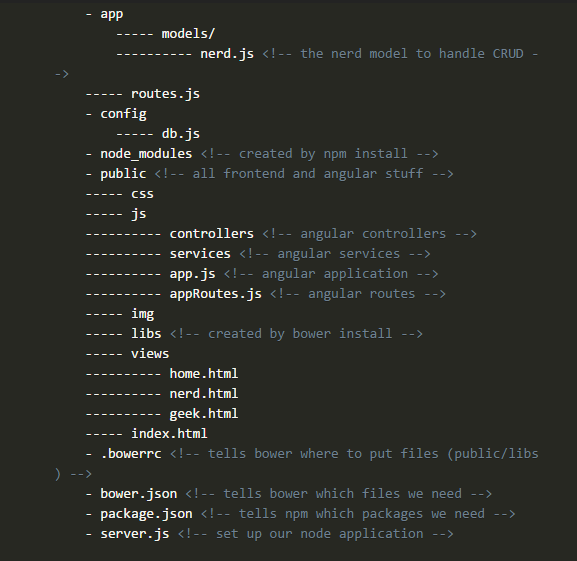 - app
----- models/
---------- nerd.js <!-- the nerd model to handle CRUD -
->
----- routes.js
- config
----- db.js
- node_modules <!-- created by npm install -->
- public <!-- all frontend and angular stuff -->
----- css
----- js
---------- controllers <!-- angular controllers -->
---------- services <!-- angular services -->
---------- app.js <!-- angular application -->
---------- appRoutes.js <!-- angular routes -->
----- img
----- libs <!-- created by bower install -->
----- views
---------- home.html
---------- nerd.html
---------- geek.html
----- index.html
- .bowerrc <!-- tells bower where to put files (public/libs
) -->
- bower.json <!-- tells bower which files we need -->
- package.json <!-- tells npm which packages we need -->
- server.js <!-- set up our node application -->